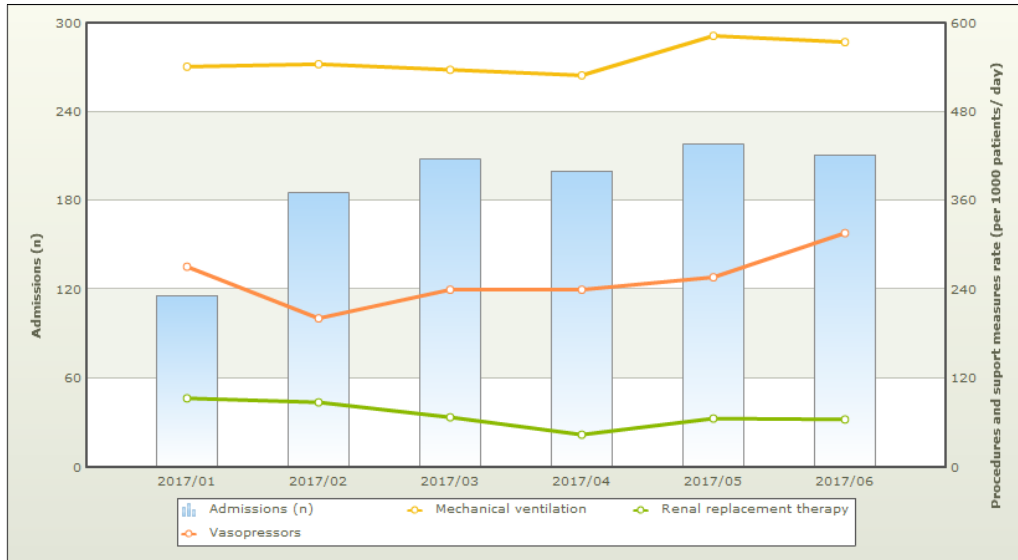 300
240
180
120
60
0
Admissions (n)
600
480
360
240
120
0
Procedures and suport measures rate (per 1000 patients/ day)
2017/01 2017/02 2017/03 2017/04 2017/05 2017/06
Admissions (n) Mechanical ventilation Renal replacement therapy
Vasopressors